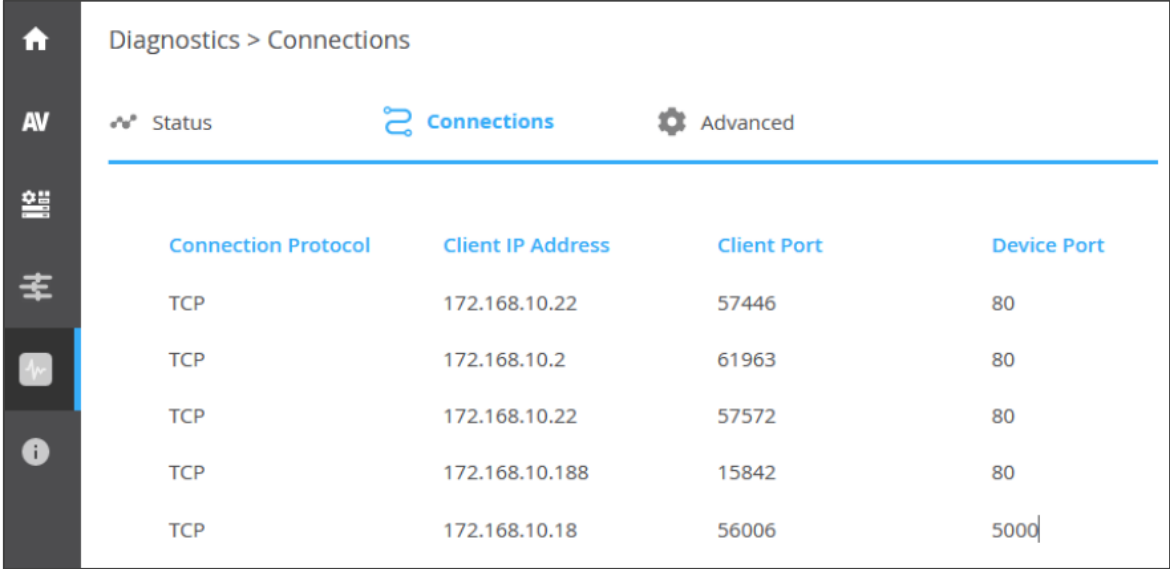 Diagnostics > Connections
AV
Status Connections Advanced
Connection Protocol Client IP Address Client Port Device Port
TCP 172.168.10.22 57446 80
TCP 172.168.10.2 61963 80
TCP 172.168.10.22 57572 80
TCP 172.168.10.188 15842 80
TCP 172.168.10.18 56006 5000